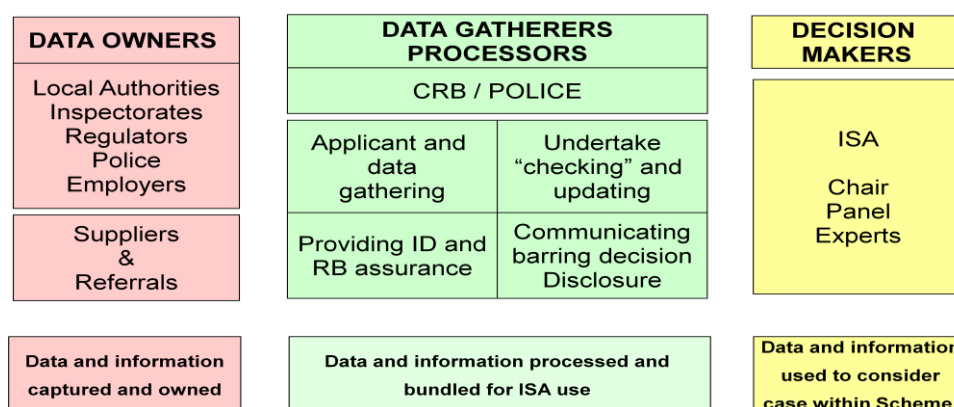 DATA OWNERS
Local Authorities
Inspectorates
Regulators
Police
Employers
Suppliers
&
Referrals
Data and information
captured and owned
DATA GATHERERS
PROCESSORS
CRB / POLICE
Applicant and
data
gathering
Undertake
“checking” and
updating
Providing ID and
RB assurance
Communicating
barring decision
Disclosure
Data and information processed and
bundled for ISA use
DECISION
MAKERS
ISA
Chair
Panel
Experts
Data and information
used to consider
case within Scheme